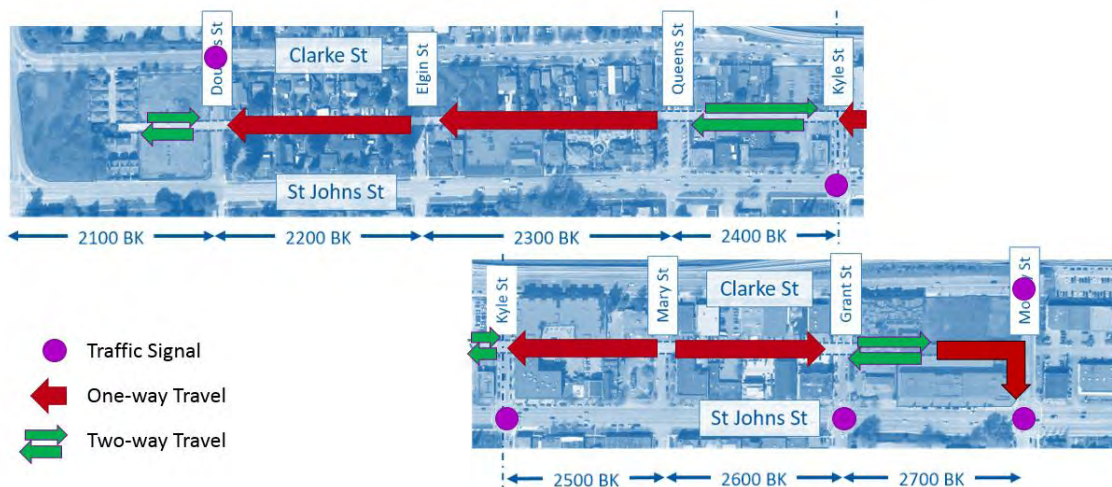 Clarke St
Elgin St
Queens St
Kyle St
St Johns St
2100 BK
2200 BK
2300 BK
2400 BK
Kyle St
Mary St
Clarke St
Grant St
St Johns St
Traffic Signal
One-way Travel
Two-way Travel
2500 BK
2600 BK
2700 BK